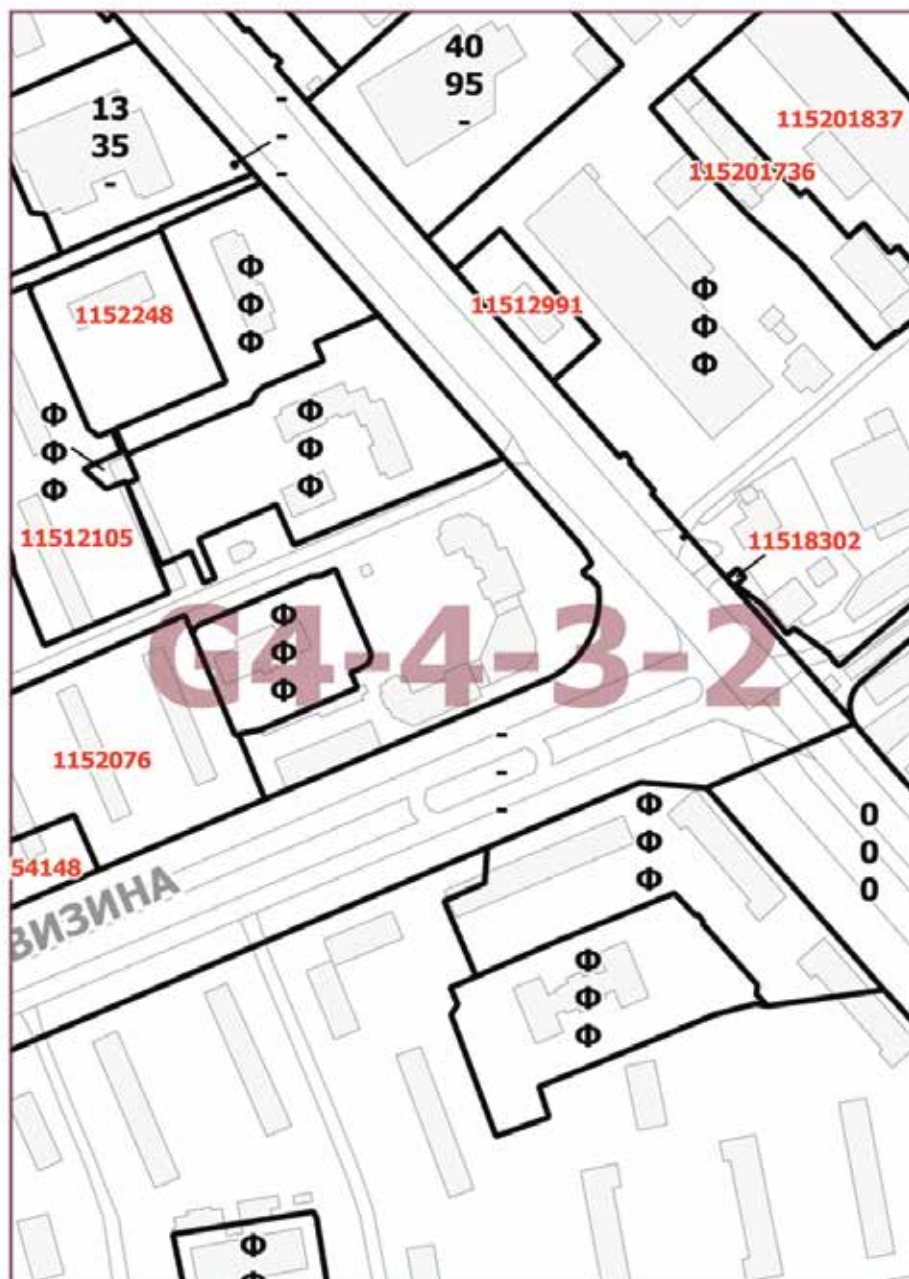 40
95
-
13
35
-
-
-
-
115201837
115201736
Ф
Ф
Ф
Ф
Ф
Ф
1152248
11512991
Ф
Ф
Ф
Ф
Ф
Ф
11512105
11518302
G4-4-3-2
Ф
Ф
Ф
1152076
-
-
-
Ф
Ф
Ф
0
0
0
54148
ВИЗИНА
Ф
Ф
Ф
Ф
Ф